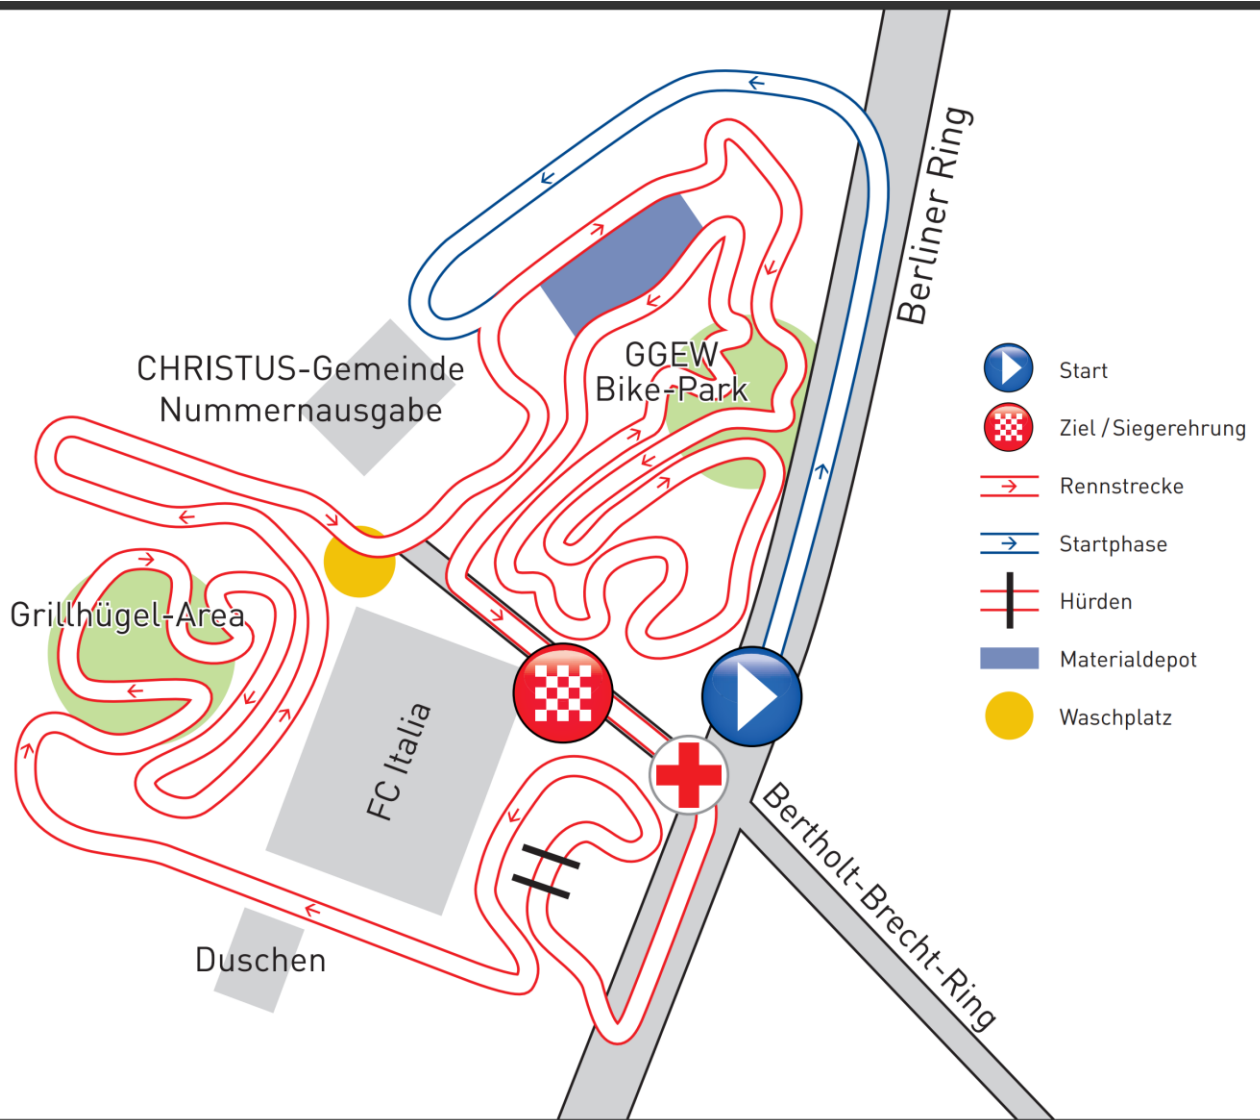 Berliner Ring
CHRISTUS-Gemeinde
Nummernausgabe
GGEW
Bike-Park
Grillhügel-Area
FC Italia
Duschen
Bertholt-Brecht-Ring
Start
Ziel / Siegerehrung
Rennstrecke
Startphase
Hürden
Materialdepot
Waschplatz